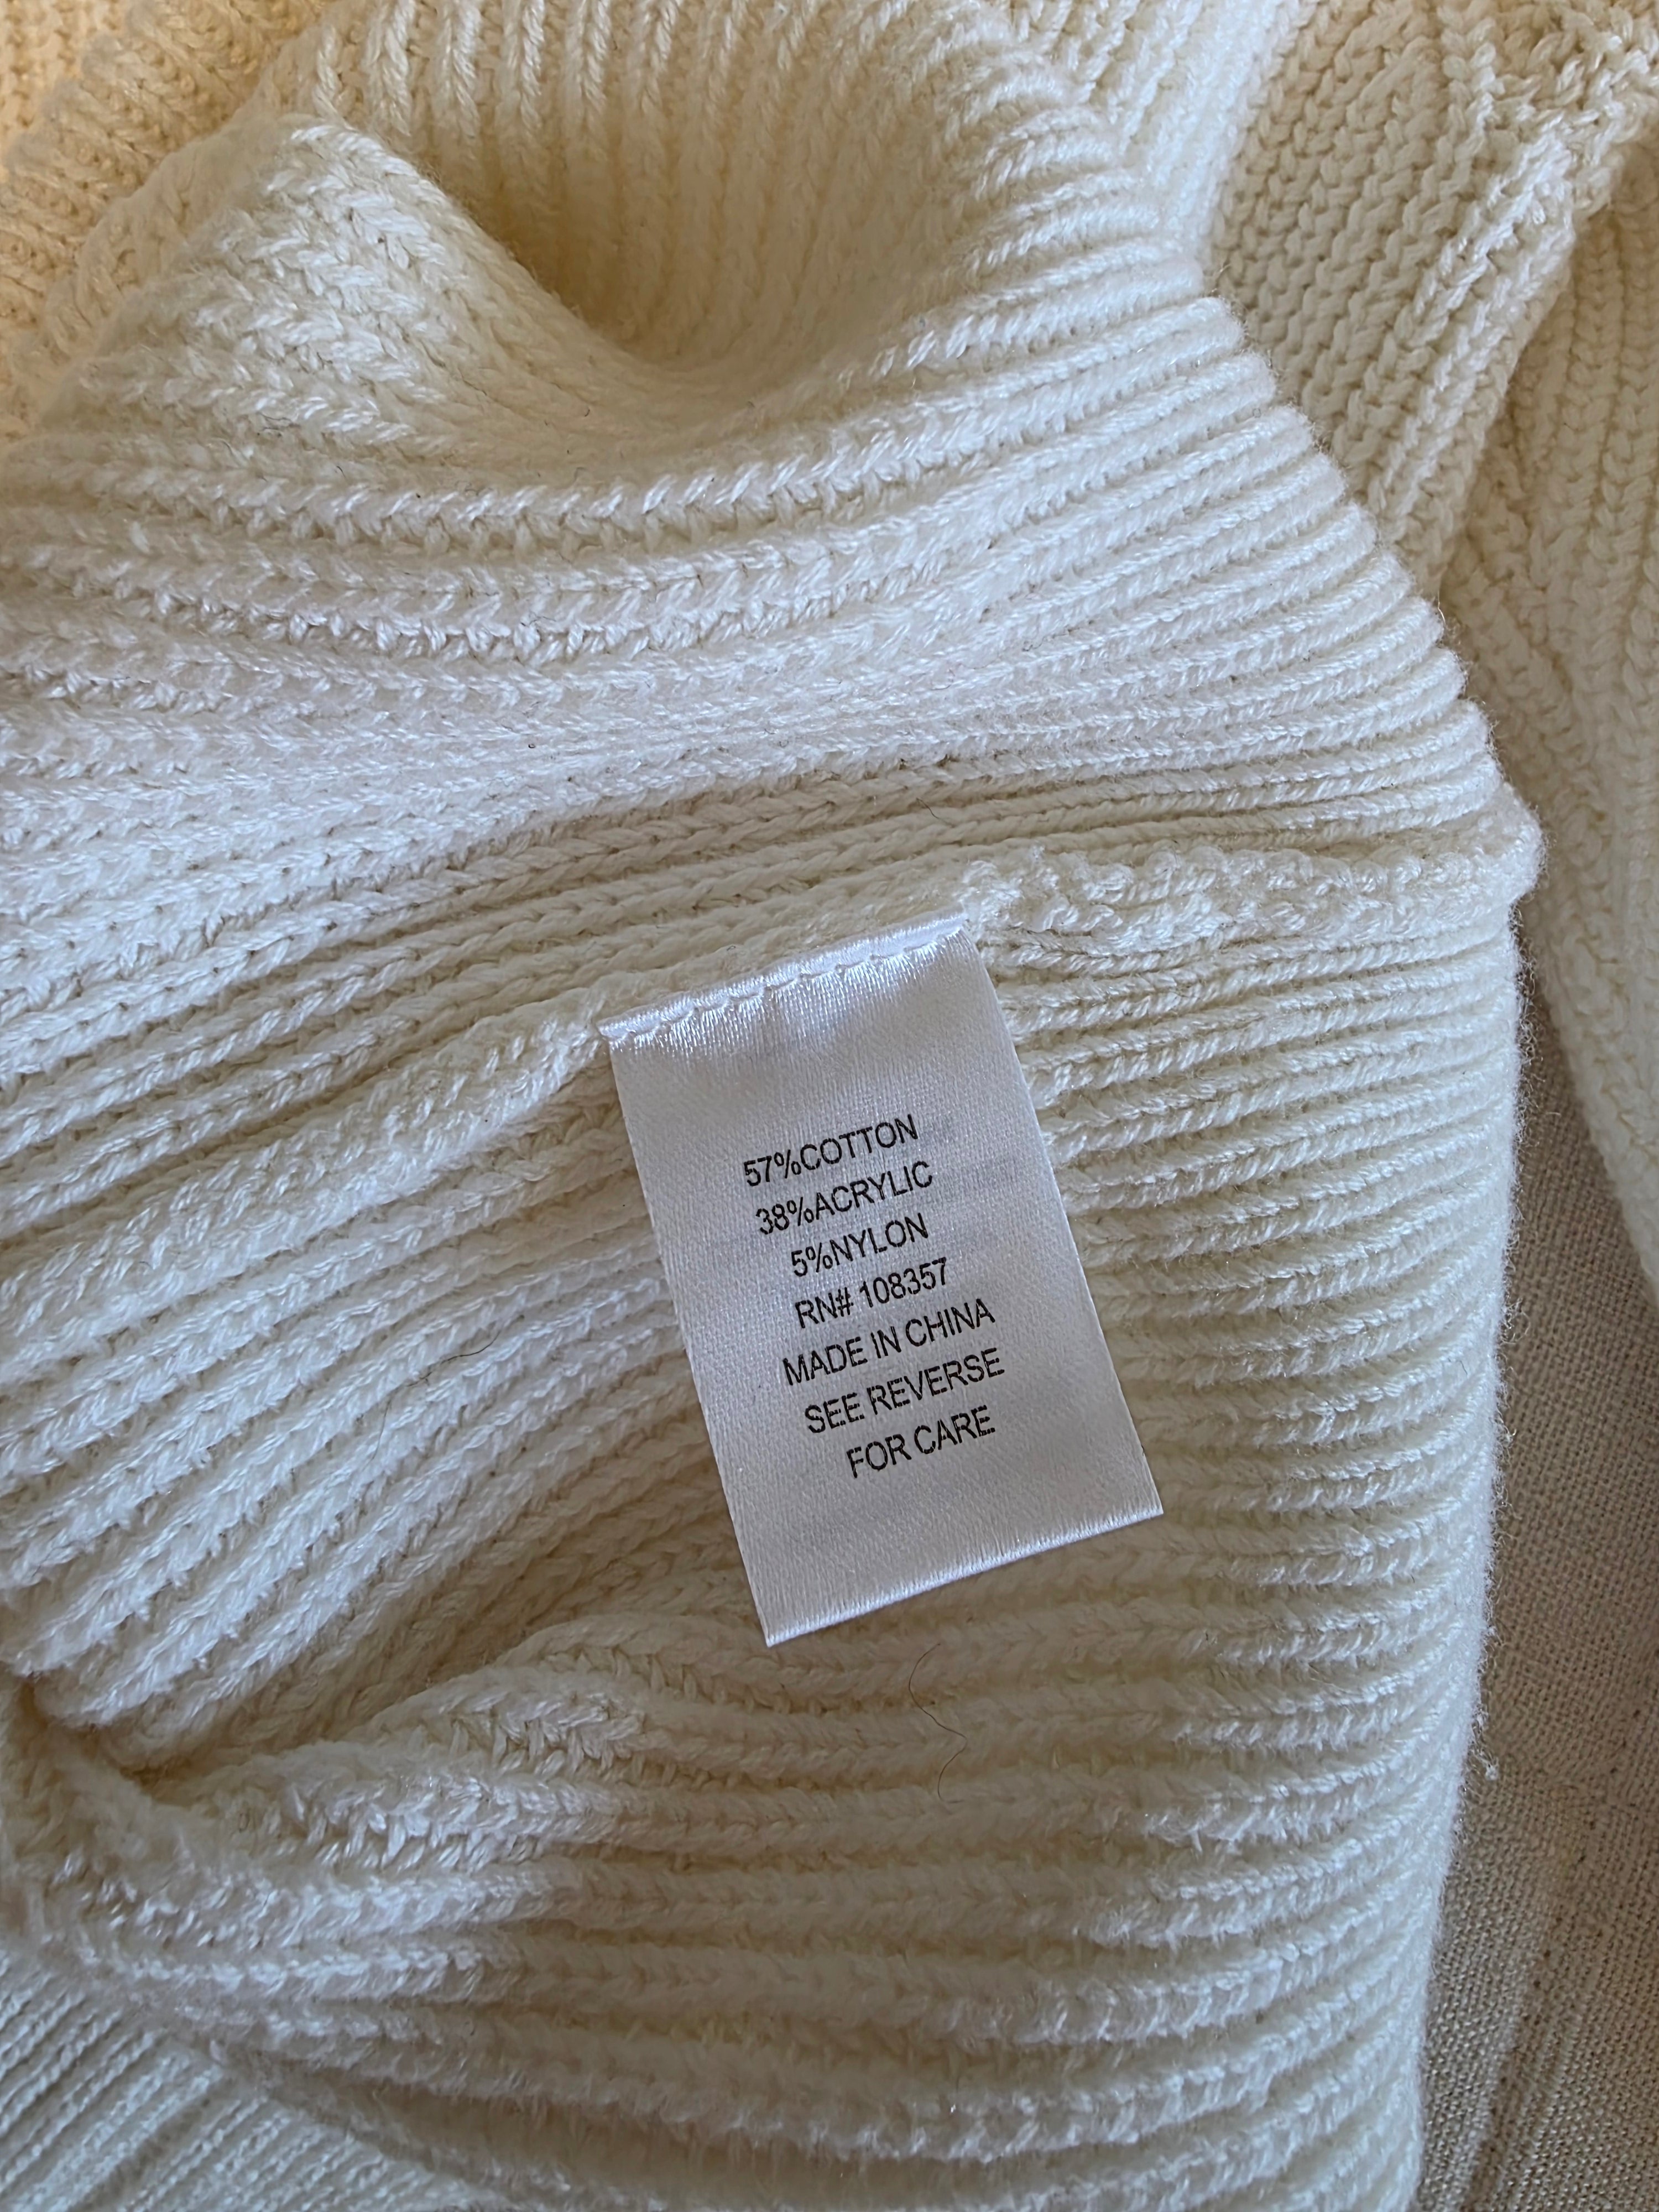 57%COTTON
38%ACRYLIC
5%NYLON
RN# 108357
MADE IN CHINA
SEE REVERSE
FOR CARE